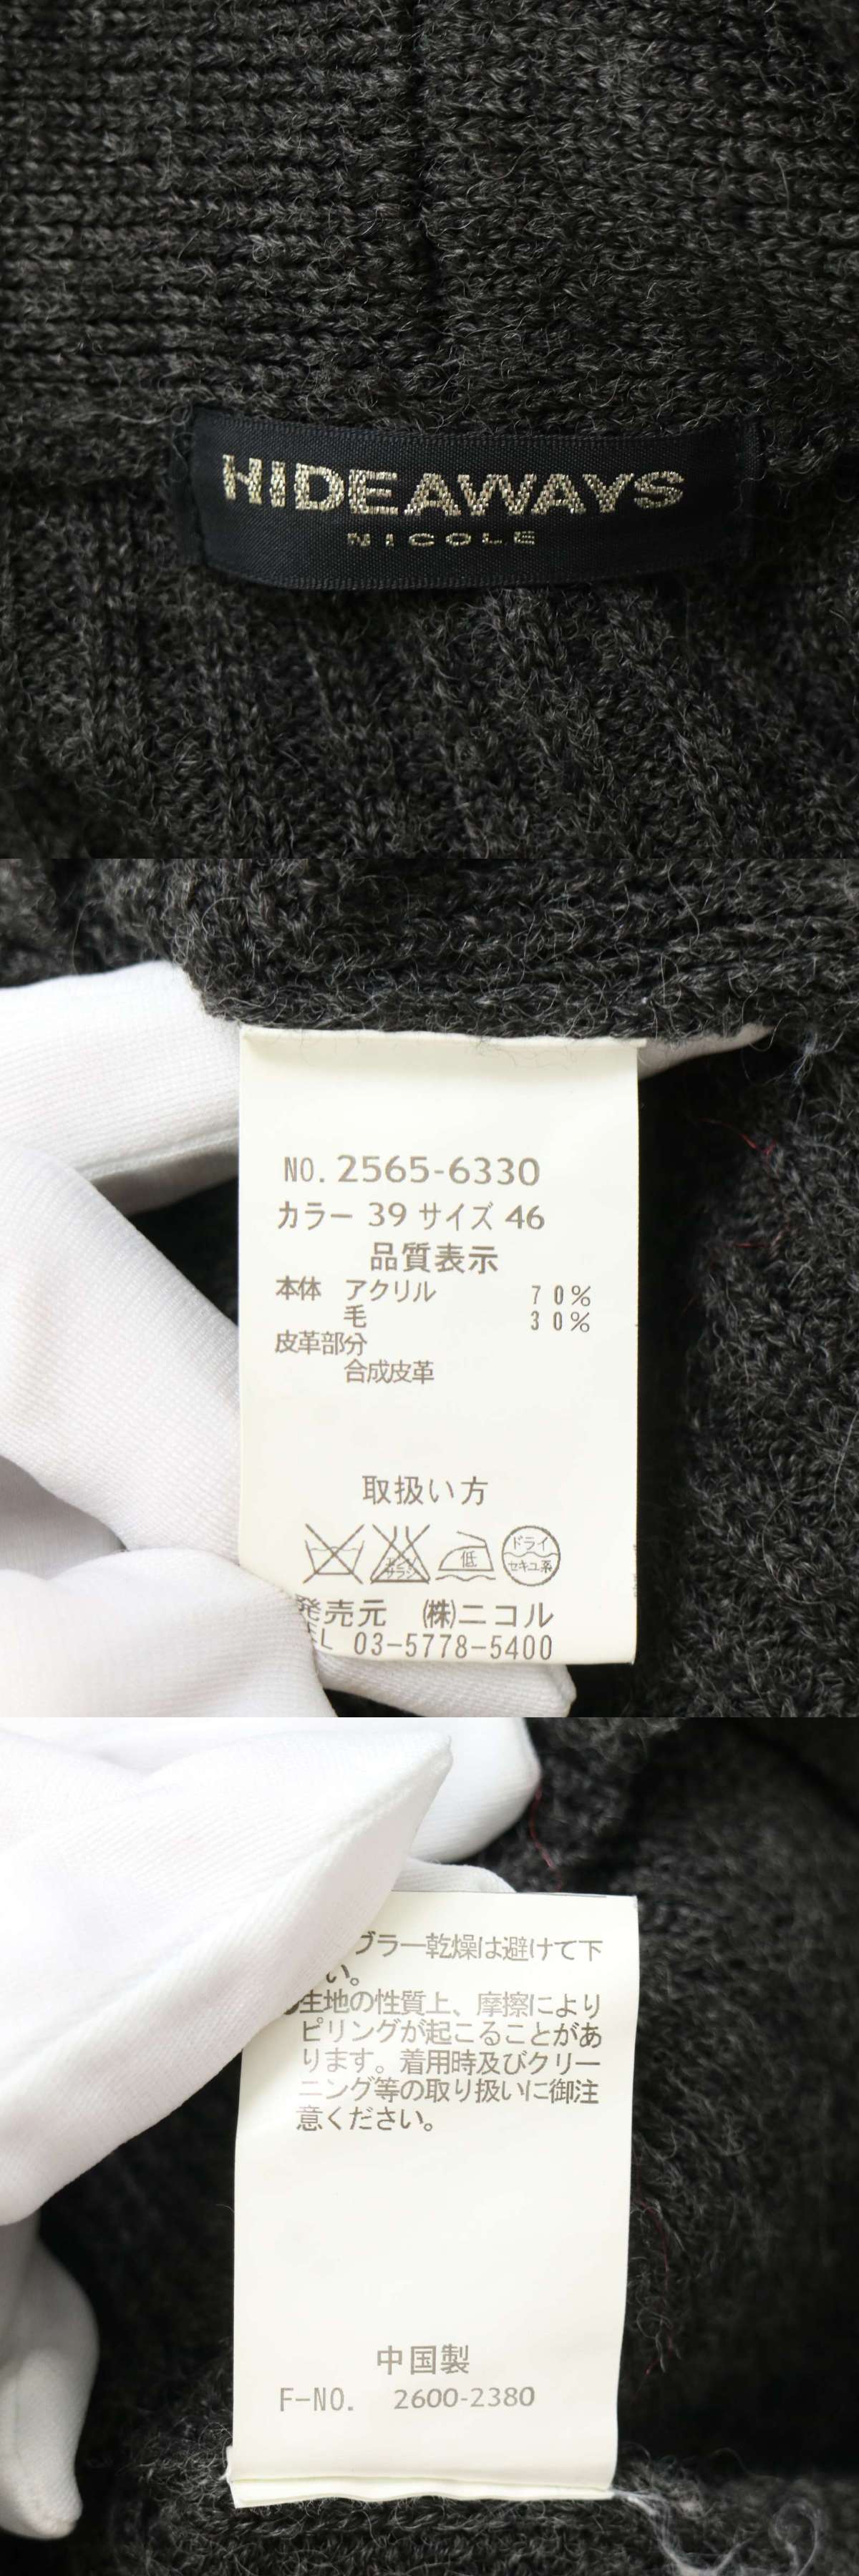 HIDEAWAYS
NICOLE
NO. 2565-6330
カラー 39 サイズ 46
品質表示
本体 アクリル 70%
毛 30%
皮革部分
合成皮革
取扱い方
エンソサラシ
低
ドライ
セキユ系
発売元 (株)ニコル
EL 03-5778-5400
ブラー乾燥は避けて下
い。
生地の性質上、摩擦により
ピリングが起こることがあ
ります。着用時及びクリー
ニング等の取り扱いに御注
意ください。
中国製
F-NO. 2600-2380